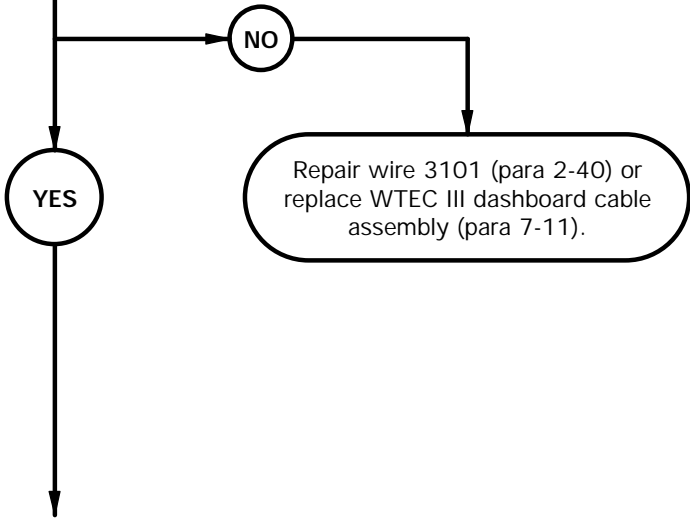 NO
YES
Repair wire 3101 (para 2-40) or
replace WTEC III dashboard cable
assembly (para 7-11).